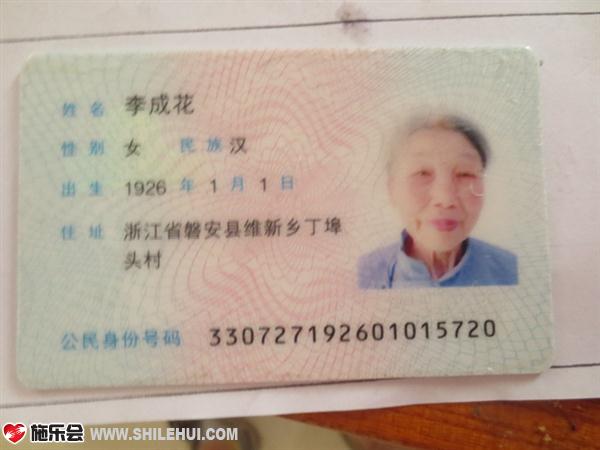 姓名 李成花
性别 女 民族 汉
出生 1926 年 1 月 1 日
住址 浙江省磐安县维新乡丁埠
头村
公民身份号码 330727192601015720
施乐会 WWW.SHILEHUI.COM